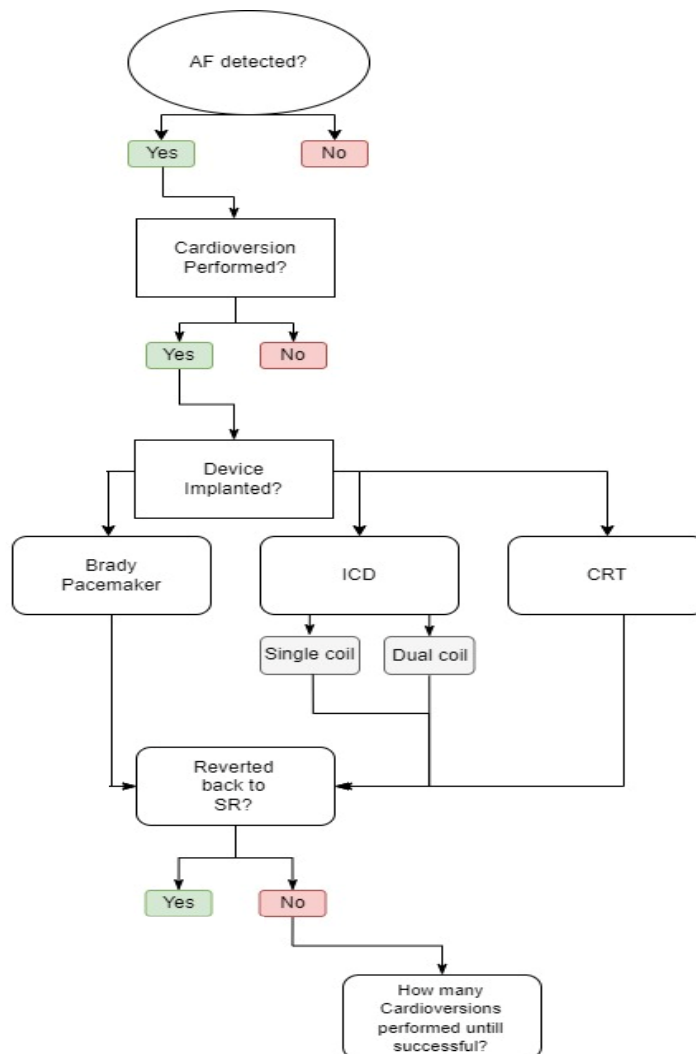 AF detected?
Yes
No
Cardioversion
Performed?
Yes
No
Device
Implanted?
Brady
Pacemaker
ICD
CRT
Single coil
Dual coil
Reverted
back to
SR?
Yes
No
How many
Cardioversions
performed untill
successful?